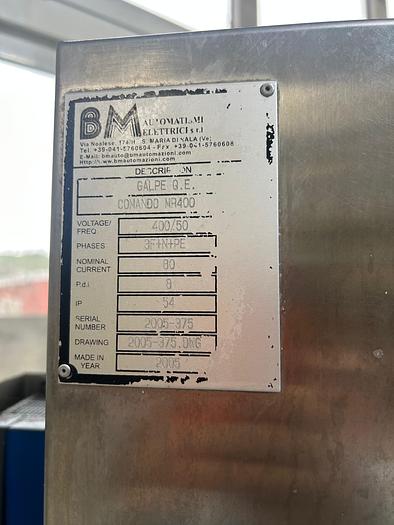 BM AUTOMATISMI
ELETTRICI s.r.l
Via Noalese, 174/H S. MARIA DI SALA (Ve)
Tel. +39-041-5760694 - Fax. +39-041-5760608
E-Mail: bmauto@bmautomazioni.com
Http://www.bmautomazioni.com
DESCRIPTION
GALPE Q.E.
COMANDO NR400
VOLTAGE/ FREQ 400/50
PHASES 3F+N+PE
NOMINAL CURRENT 80
P.d.i 6
IP 54
SERIAL NUMBER 2005-375
DRAWING 2005-375.DWG
MADE IN YEAR 2005